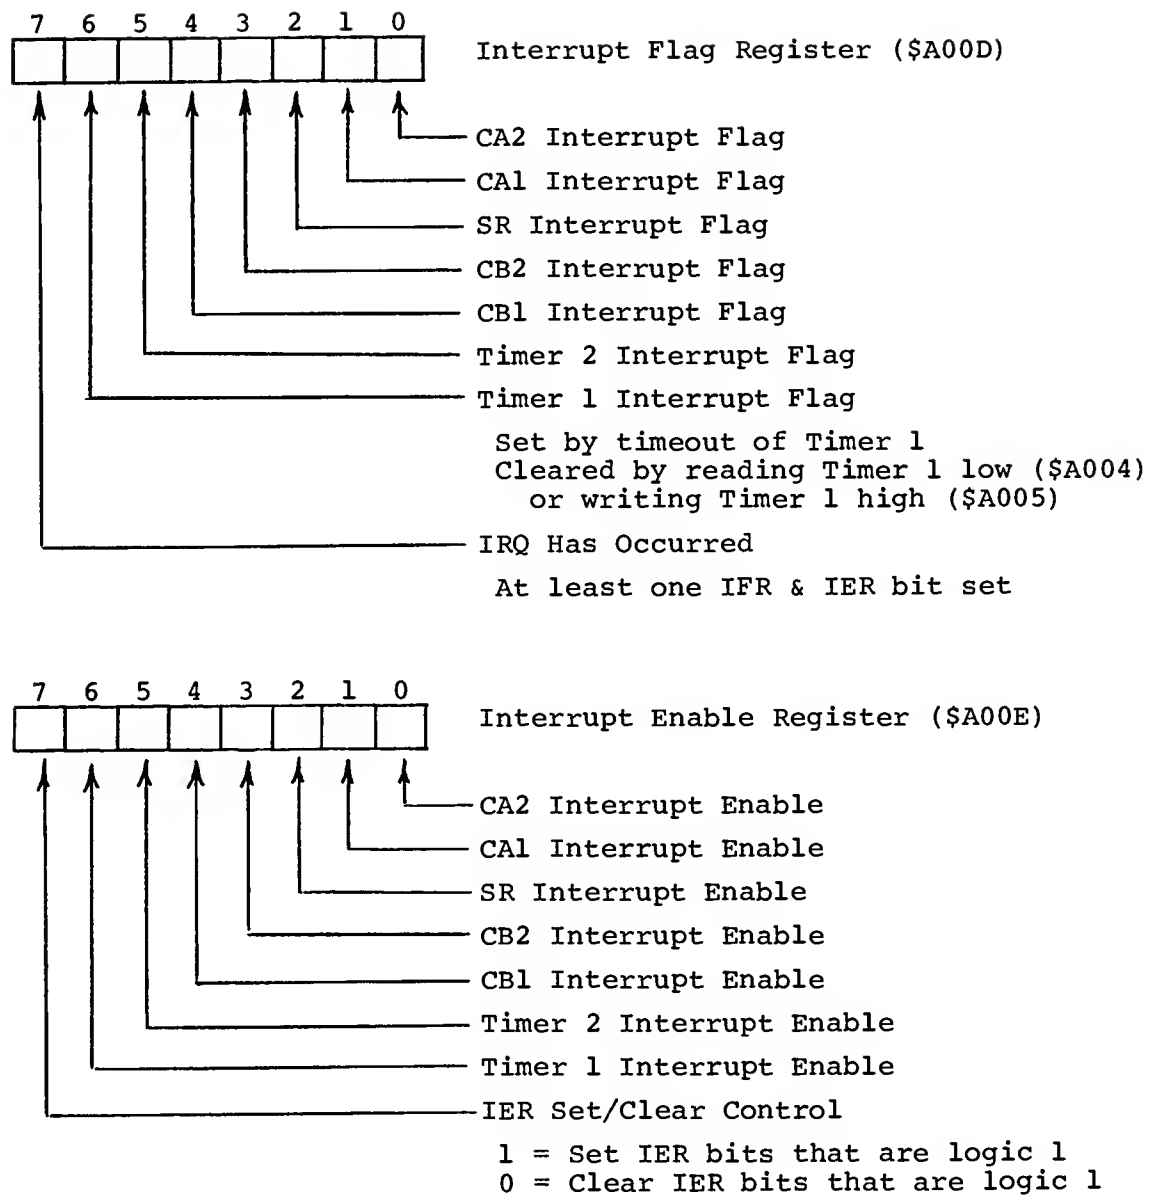 7 6 5 4 3 2 1 0
Interrupt Flag Register ($A00D)
CA2 Interrupt Flag
CA1 Interrupt Flag
SR Interrupt Flag
CB2 Interrupt Flag
CB1 Interrupt Flag
Timer 2 Interrupt Flag
Timer 1 Interrupt Flag
Set by timeout of Timer 1
Cleared by reading Timer 1 low ($A004)
or writing Timer 1 high ($A005)
IRQ Has Occurred
At least one IFR & IER bit set
7 6 5 4 3 2 1 0
Interrupt Enable Register ($A00E)
CA2 Interrupt Enable
CA1 Interrupt Enable
SR Interrupt Enable
CB2 Interrupt Enable
CB1 Interrupt Enable
Timer 2 Interrupt Enable
Timer 1 Interrupt Enable
IER Set/Clear Control
1 = Set IER bits that are logic 1
0 = Clear IER bits that are logic 1